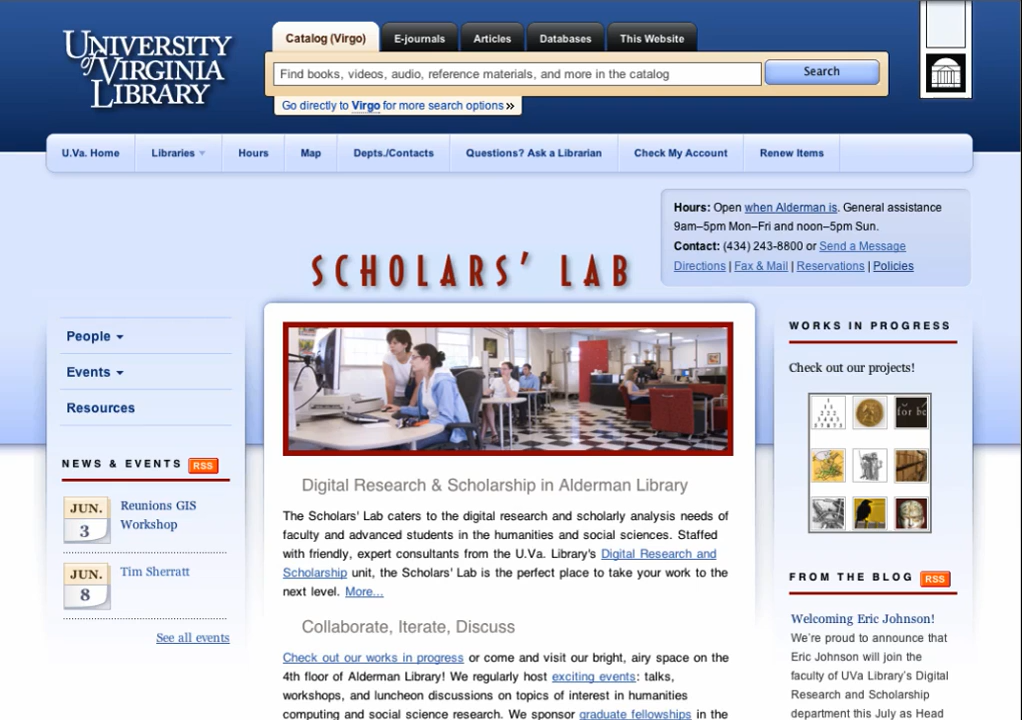 UNIVERSITY
of VIRGINIA
LIBRARY
Catalog (Virgo)
E-journals
Articles
Databases
This Website
Find books, videos, audio, reference materials, and more in the catalog
Search
Go directly to Virgo for more search options »
U.Va. Home
Libraries
Hours
Map
Depts./Contacts
Questions? Ask a Librarian
Check My Account
Renew Items
Hours: Open when Alderman is. General assistance
9am–5pm Mon–Fri and noon–5pm Sun.
Contact: (434) 243-8800 or Send a Message
Directions | Fax & Mail | Reservations | Policies
SCHOLARS' LAB
People
Events
Resources
NEWS & EVENTS RSS
JUN.
3
Reunions GIS
Workshop
JUN.
8
Tim Sherratt
See all events
Digital Research & Scholarship in Alderman Library
The Scholars' Lab caters to the digital research and scholarly analysis needs of
faculty and advanced students in the humanities and social sciences. Staffed
with friendly, expert consultants from the U.Va. Library's Digital Research and
Scholarship unit, the Scholars' Lab is the perfect place to take your work to the
next level. More...
Collaborate, Iterate, Discuss
Check out our works in progress or come and visit our bright, airy space on the
4th floor of Alderman Library! We regularly host exciting events: talks,
workshops, and luncheon discussions on topics of interest in humanities
computing and social science research. We sponsor graduate fellowships in the
WORKS IN PROGRESS
Check out our projects!
for bc
FROM THE BLOG RSS
Welcoming Eric Johnson!
We're proud to announce that
Eric Johnson will join the
faculty of UVa Library's Digital
Research and Scholarship
department this July as Head